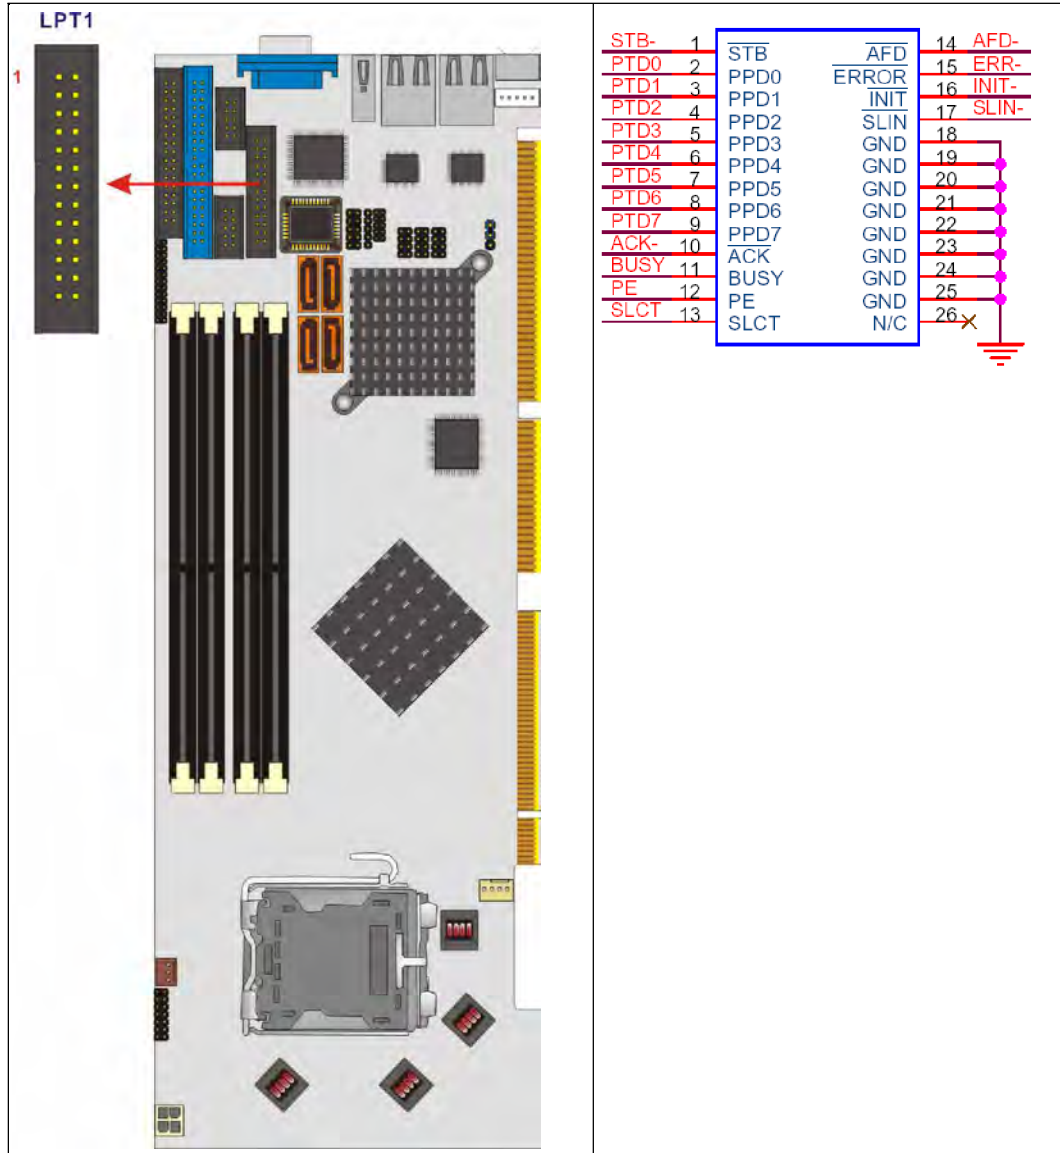 LPT1
1
STB- 1 STB AFD 14 AFD-
PTD0 2 PPD0 ERROR 15 ERR-
PTD1 3 PPD1 INIT 16 INIT-
PTD2 4 PPD2 SLIN 17 SLIN-
PTD3 5 PPD3 GND 18
PTD4 6 PPD4 GND 19
PTD5 7 PPD5 GND 20
PTD6 8 PPD6 GND 21
PTD7 9 PPD7 GND 22
ACK- 10 ACK GND 23
BUSY 11 BUSY GND 24
PE 12 PE GND 25
SLCT 13 SLCT N/C 26